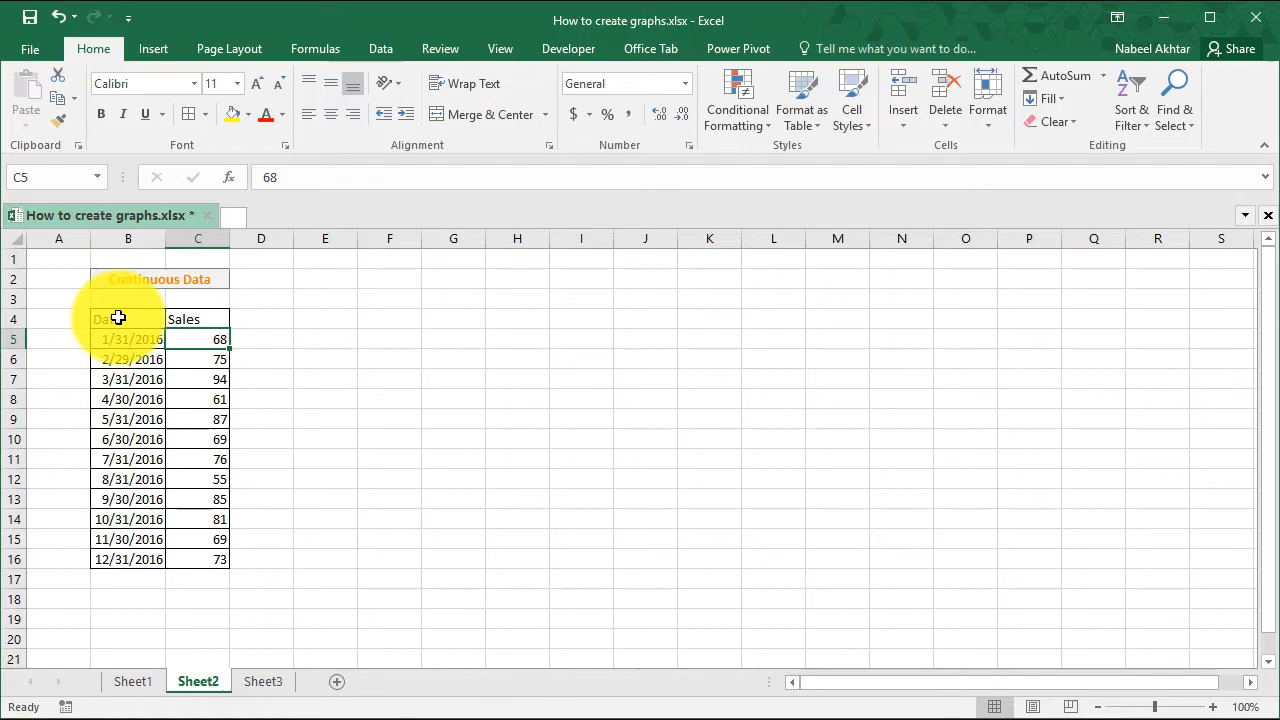 How to create graphs.xlsx - Excel
File Home Insert Page Layout Formulas Data Review View Developer Office Tab Power Pivot Tell me what you want to do... Nabeel Akhtar Share
Paste
Clipboard
Calibri 11
B I U
Font
Wrap Text
Merge & Center
Alignment
General
$ % ,
Number
Conditional Formatting
Format as Table
Cell Styles
Styles
Insert Delete Format
Cells
AutoSum
Fill
Clear
Sort & Filter
Find & Select
Editing
C5 fx 68
How to create graphs.xlsx *
A B C D E F G H I J K L M N O P Q R S
1
2 Continuous Data
3
4 Sales
5 1/31/2016 68
6 2/29/2016 75
7 3/31/2016 94
8 4/30/2016 61
9 5/31/2016 87
10 6/30/2016 69
11 7/31/2016 76
12 8/31/2016 55
13 9/30/2016 85
14 10/31/2016 81
15 11/30/2016 69
16 12/31/2016 73
17
18
19
20
21
Sheet1 Sheet2 Sheet3
Ready 100%